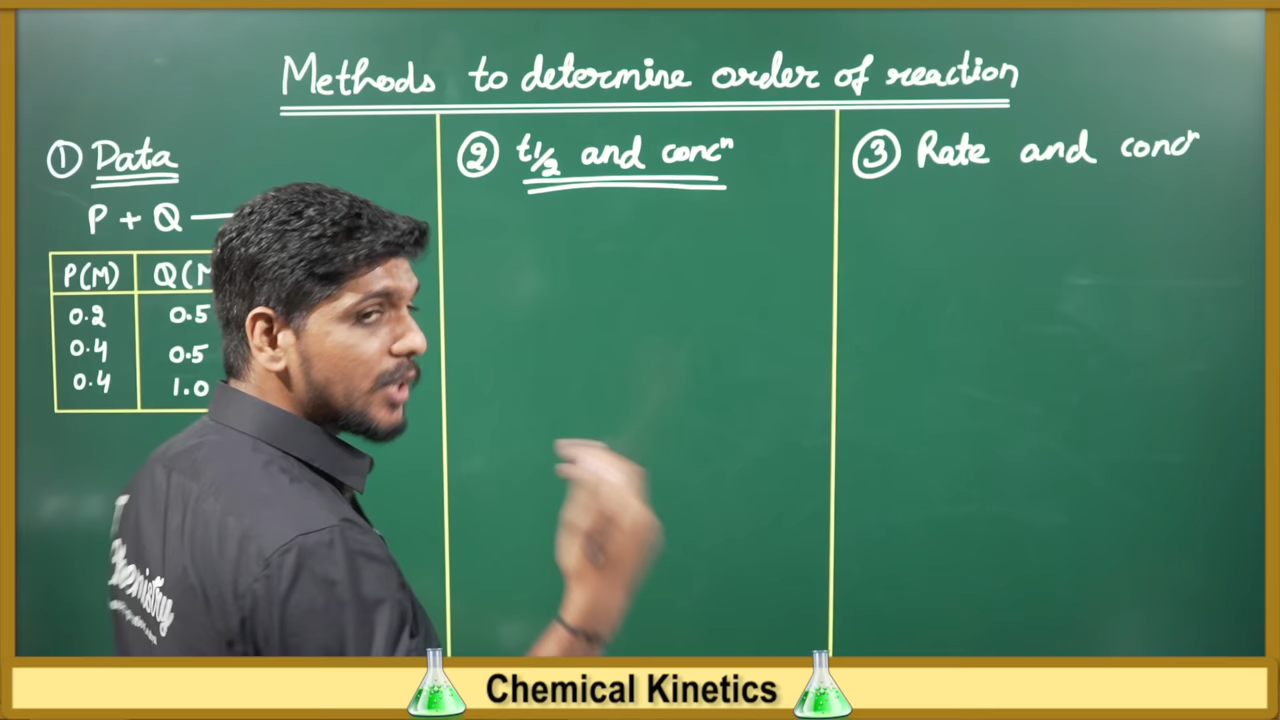 Methods to determine order of reaction
① Data
P + Q
P(M) Q(M
0.2 0.5
0.4 0.5
0.4 1.0
② t½ and concⁿ
③ Rate and concⁿ
Chemistry
Chemical Kinetics